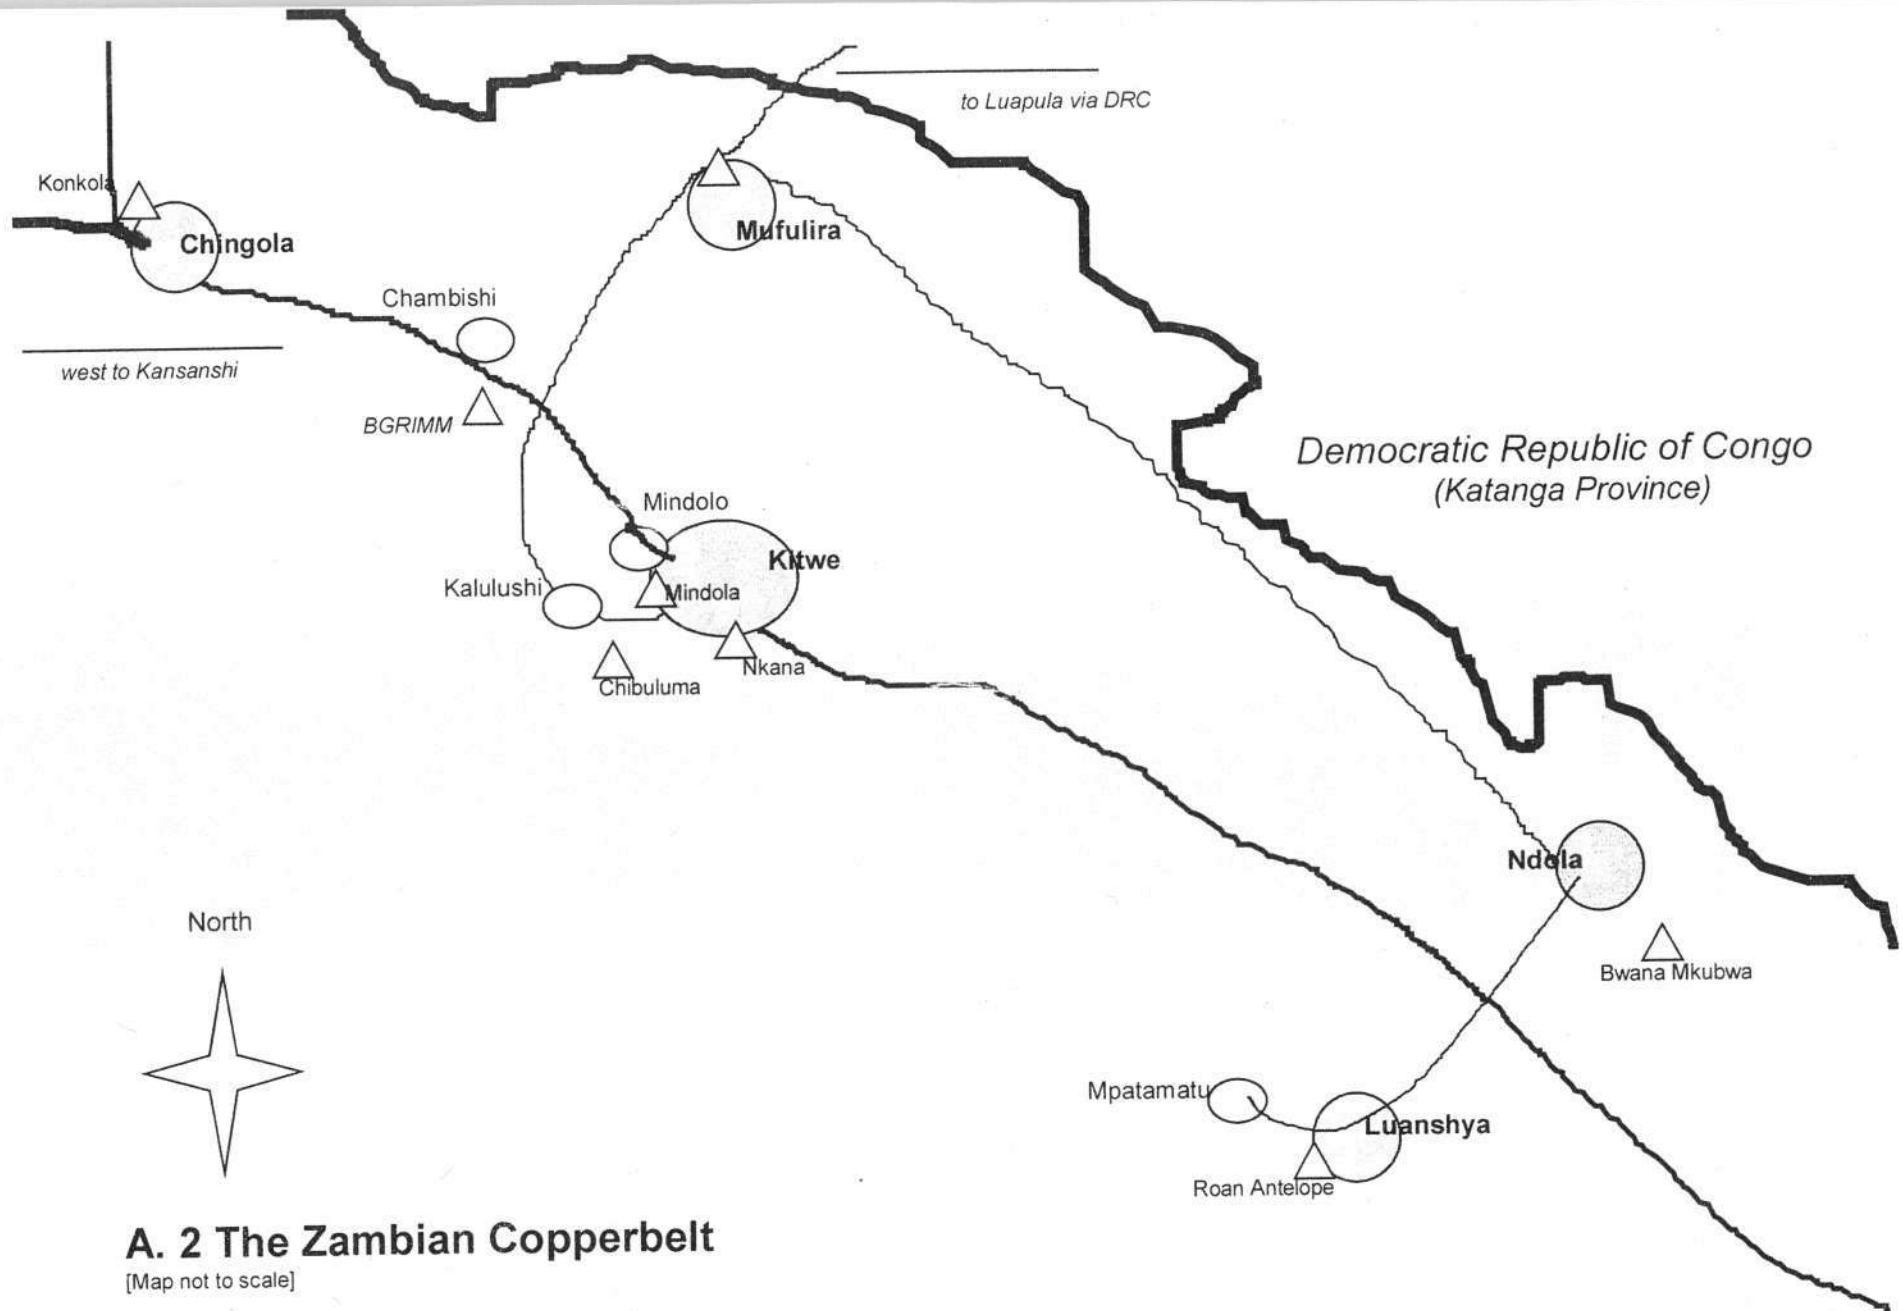 to Luapula via DRC
Konkola
Mufulira
Chingola
Chambishi
west to Kansanshi
BGRIMM
Democratic Republic of Congo
(Katanga Province)
Mindolo
Kitwe
Kalulushi
Mindola
Nkana
Chibuluma
Ndola
North
Bwana Mkubwa
Mpatamatu
Luanshya
Roan Antelope
A. 2 The Zambian Copperbelt
[Map not to scale]